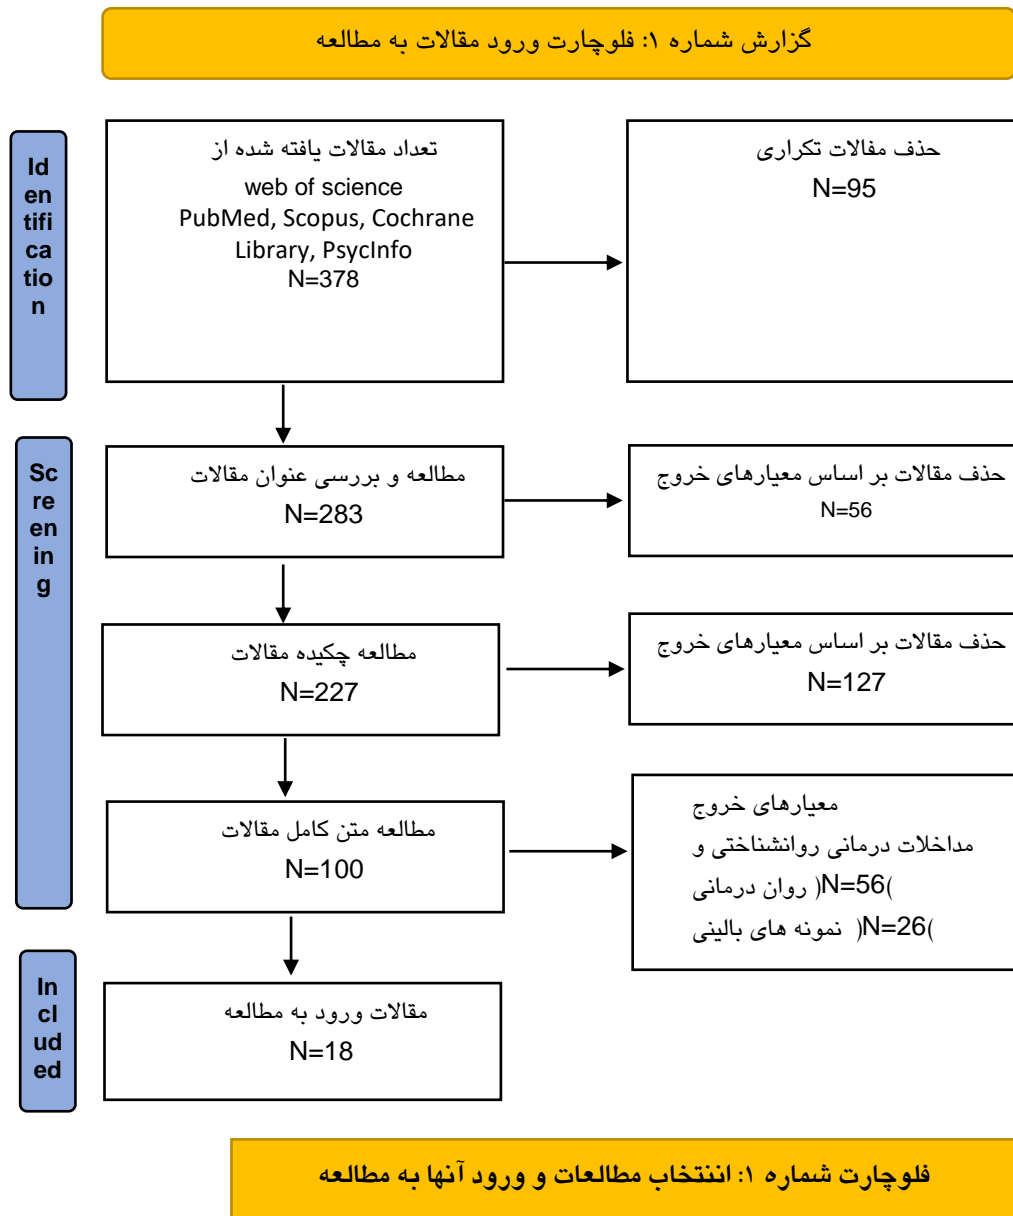 گزارش شماره ۱: فلوچارت ورود مقالات به مطالعه
Id
en
tifi
ca
tio
n
تعداد مقالات یافته شده از
web of science
PubMed, Scopus, Cochrane
Library, PsycInfo
N=378
حذف مفالات تکراری
N=95
Sc
re
en
in
g
مطالعه و بررسی عنوان مقالات
N=283
حذف مقالات بر اساس معیارهای خروج
N=56
مطالعه چکیده مقالات
N=227
حذف مقالات بر اساس معیارهای خروج
N=127
مطالعه متن کامل مقالات
N=100
معیارهای خروج
مداخلات درمانی روانشناختی و
روان درمانی (N=56)
نمونه های بالینی (N=26)
In
cl
ud
ed
مقالات ورود به مطالعه
N=18
فلوچارت شماره ۱: اننتخاب مطالعات و ورود آنها به مطالعه